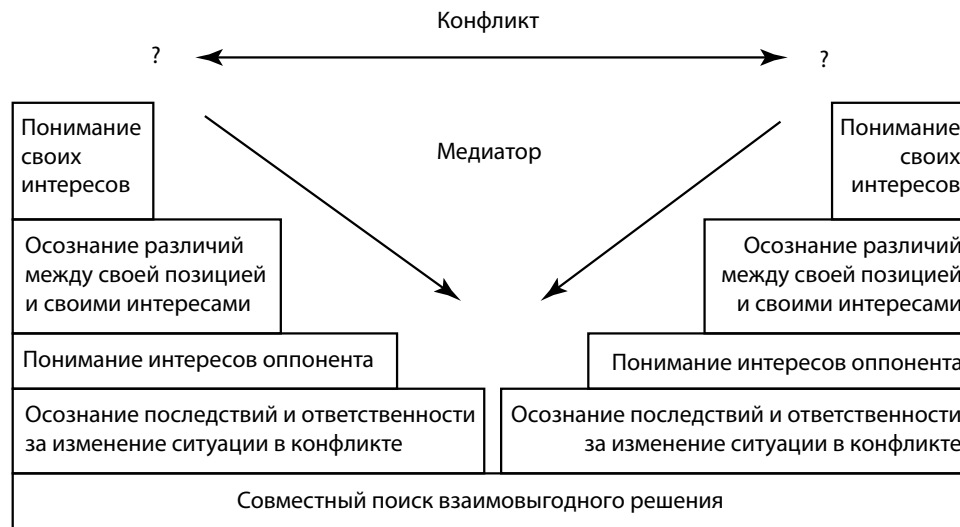 Конфликт
?
?
Медиатор
Понимание
своих
интересов
Понимание
своих
интересов
Осознание различий
между своей позицией
и своими интересами
Осознание различий
между своей позицией
и своими интересами
Понимание интересов оппонента
Понимание интересов оппонента
Осознание последствий и ответственности
за изменение ситуации в конфликте
Осознание последствий и ответственности
за изменение ситуации в конфликте
Совместный поиск взаимовыгодного решения